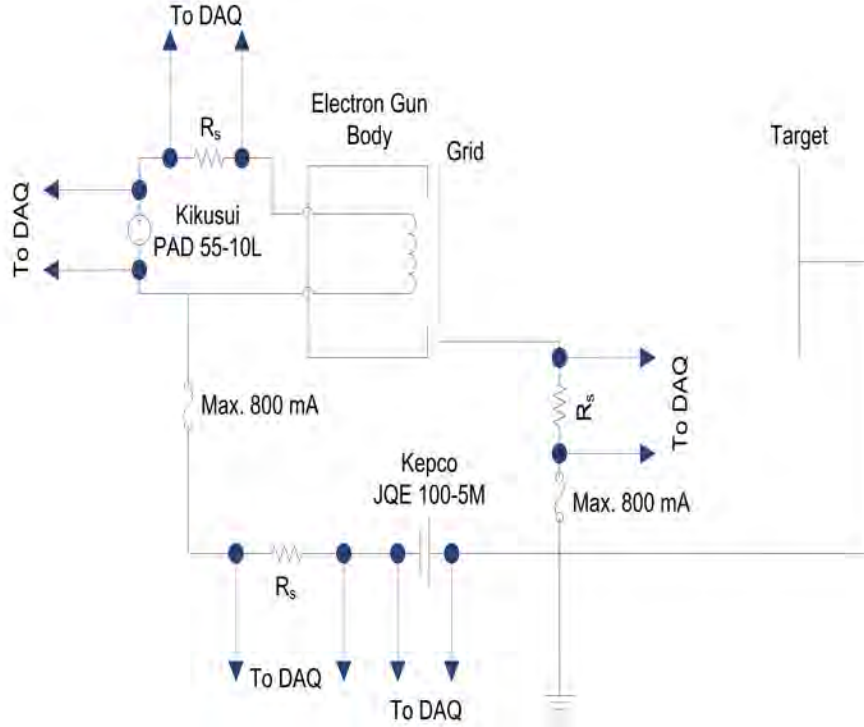 To DAQ
Electron Gun
Body
Rs
Grid
Target
To DAQ
Kikusui
PAD 55-10L
Max. 800 mA
Rs
To DAQ
Kepco
JQE 100-5M
Max. 800 mA
Rs
To DAQ
To DAQ